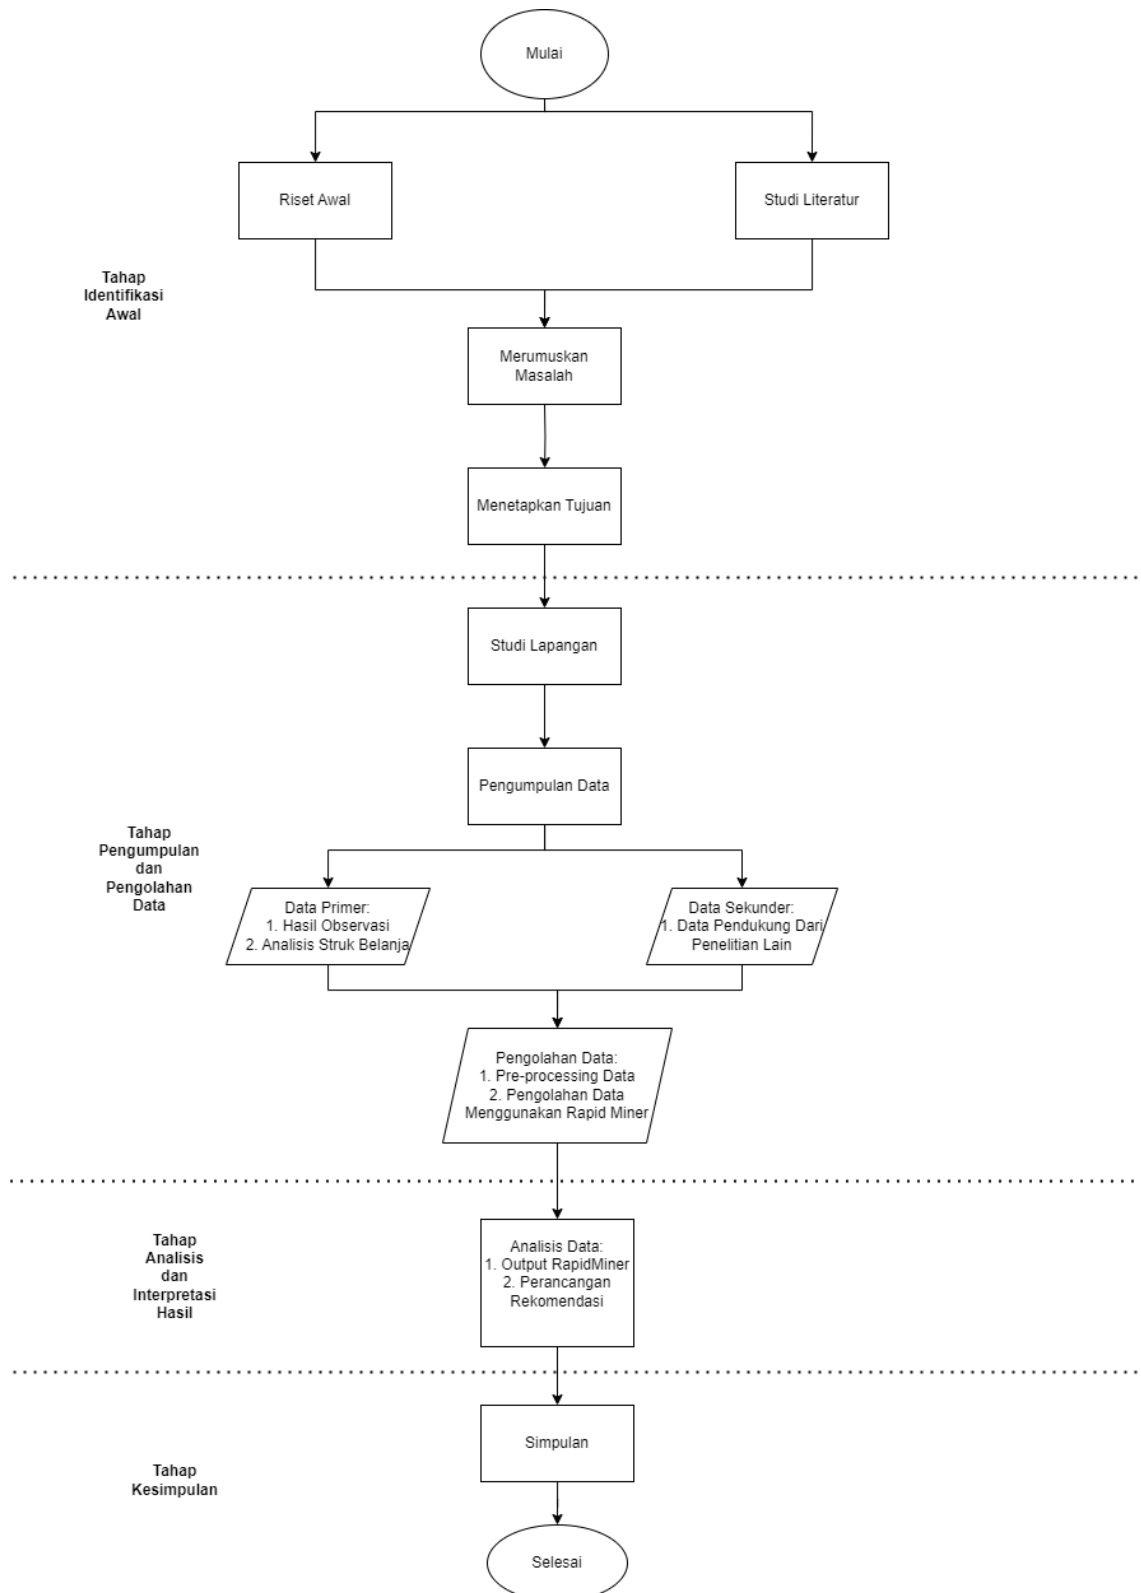 Mulai
Riset Awal
Studi Literatur
Tahap
Identifikasi
Awal
Merumuskan
Masalah
Menetapkan Tujuan
Studi Lapangan
Pengumpulan Data
Tahap
Pengumpulan
dan
Pengolahan
Data
Data Primer:
1. Hasil Observasi
2. Analisis Struk Belanja
Data Sekunder:
1. Data Pendukung Dari
Penelitian Lain
Pengolahan Data:
1. Pre-processing Data
2. Pengolahan Data
Menggunakan Rapid Miner
Tahap
Analisis
dan
Interpretasi
Hasil
Analisis Data:
1. Output RapidMiner
2. Perancangan
Rekomendasi
Simpulan
Tahap
Kesimpulan
Selesai